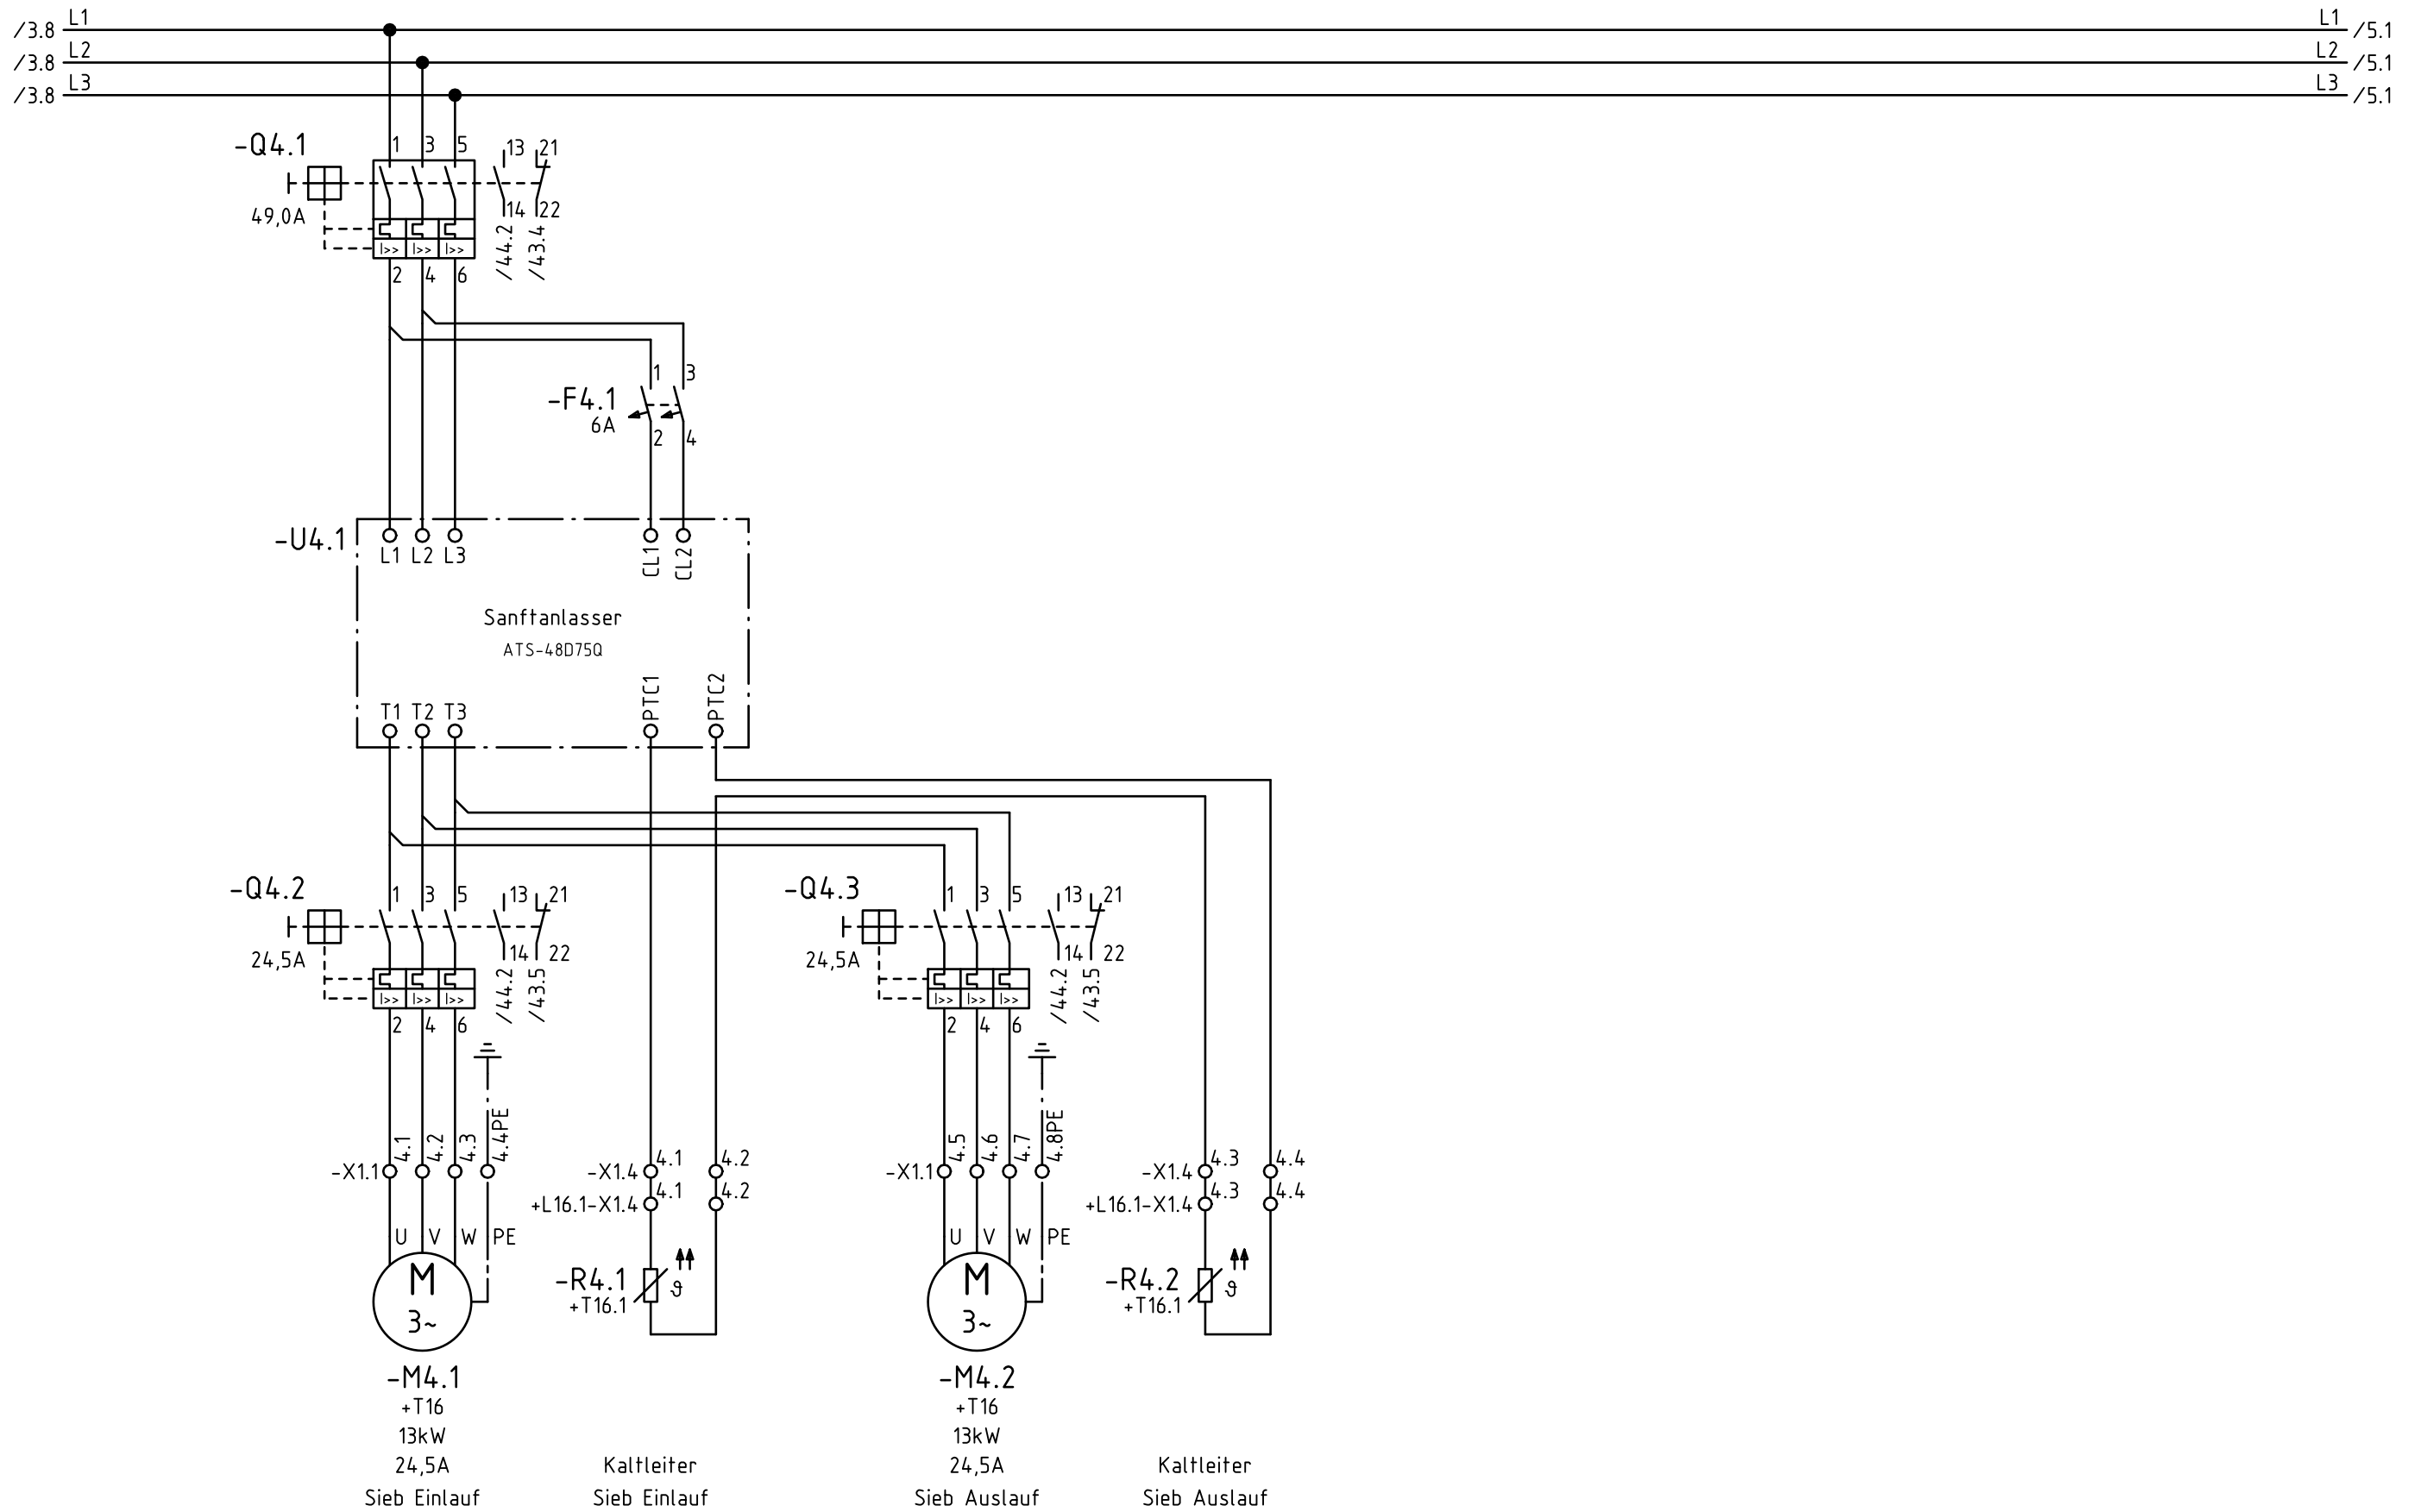 L1 L1
/3.8 /5.1
L2 L2
/3.8 /5.1
L3 L3
/3.8 /5.1
-Q4.1 1 3 5 13 21
49,0A 14 22
I>> I>> I>> /44.2 /43.4
2 4 6
1 3
-F4.1
6A
2 4
-U4.1
L1 L2 L3 CL1 CL2
Sanftanlasser
ATS-48D75Q
T1 T2 T3 PTC1 PTC2
-Q4.2 1 3 5 13 21 -Q4.3 1 3 5 13 21
24,5A 14 22 24,5A 14 22
I>> I>> I>> /44.2 /43.5 I>> I>> I>> /44.2 /43.5
2 4 6 2 4 6
4.1 4.2 4.3 4.4PE 4.5 4.6 4.7 4.8PE
-X1.1 -X1.4 4.1 4.2 -X1.1 -X1.4 4.3 4.4
+L16.1-X1.4 4.1 4.2 +L16.1-X1.4 4.3 4.4
U V W PE U V W PE
M -R4.1 ϑ M -R4.2 ϑ
3~ +T16.1 3~ +T16.1
-M4.1 -M4.2
+T16 +T16
13kW 13kW
24,5A Kaltleiter 24,5A Kaltleiter
Sieb Einlauf Sieb Einlauf Sieb Auslauf Sieb Auslauf